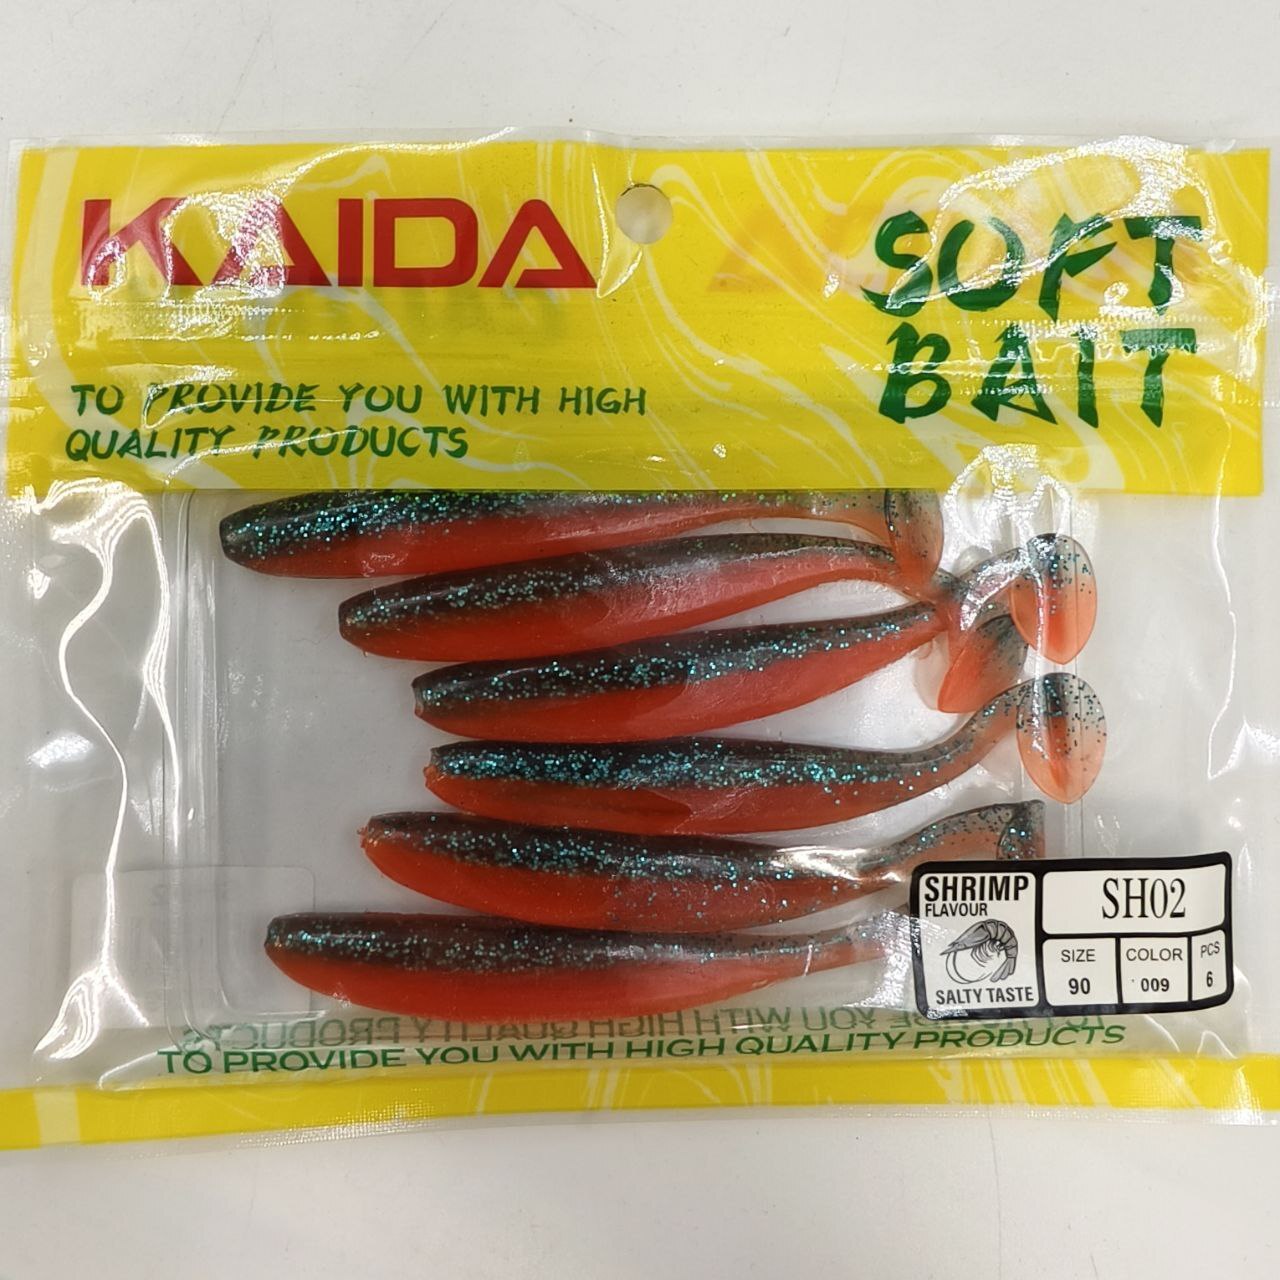 KAIDA
SOFT
BAIT
TO PROVIDE YOU WITH HIGH
QUALITY PRODUCTS
SHRIMP
FLAVOUR
SALTY TASTE
SH02
SIZE
90
COLOR
009
PCS
6
TO PROVIDE YOU WITH HIGH QUALITY PRODUCTS